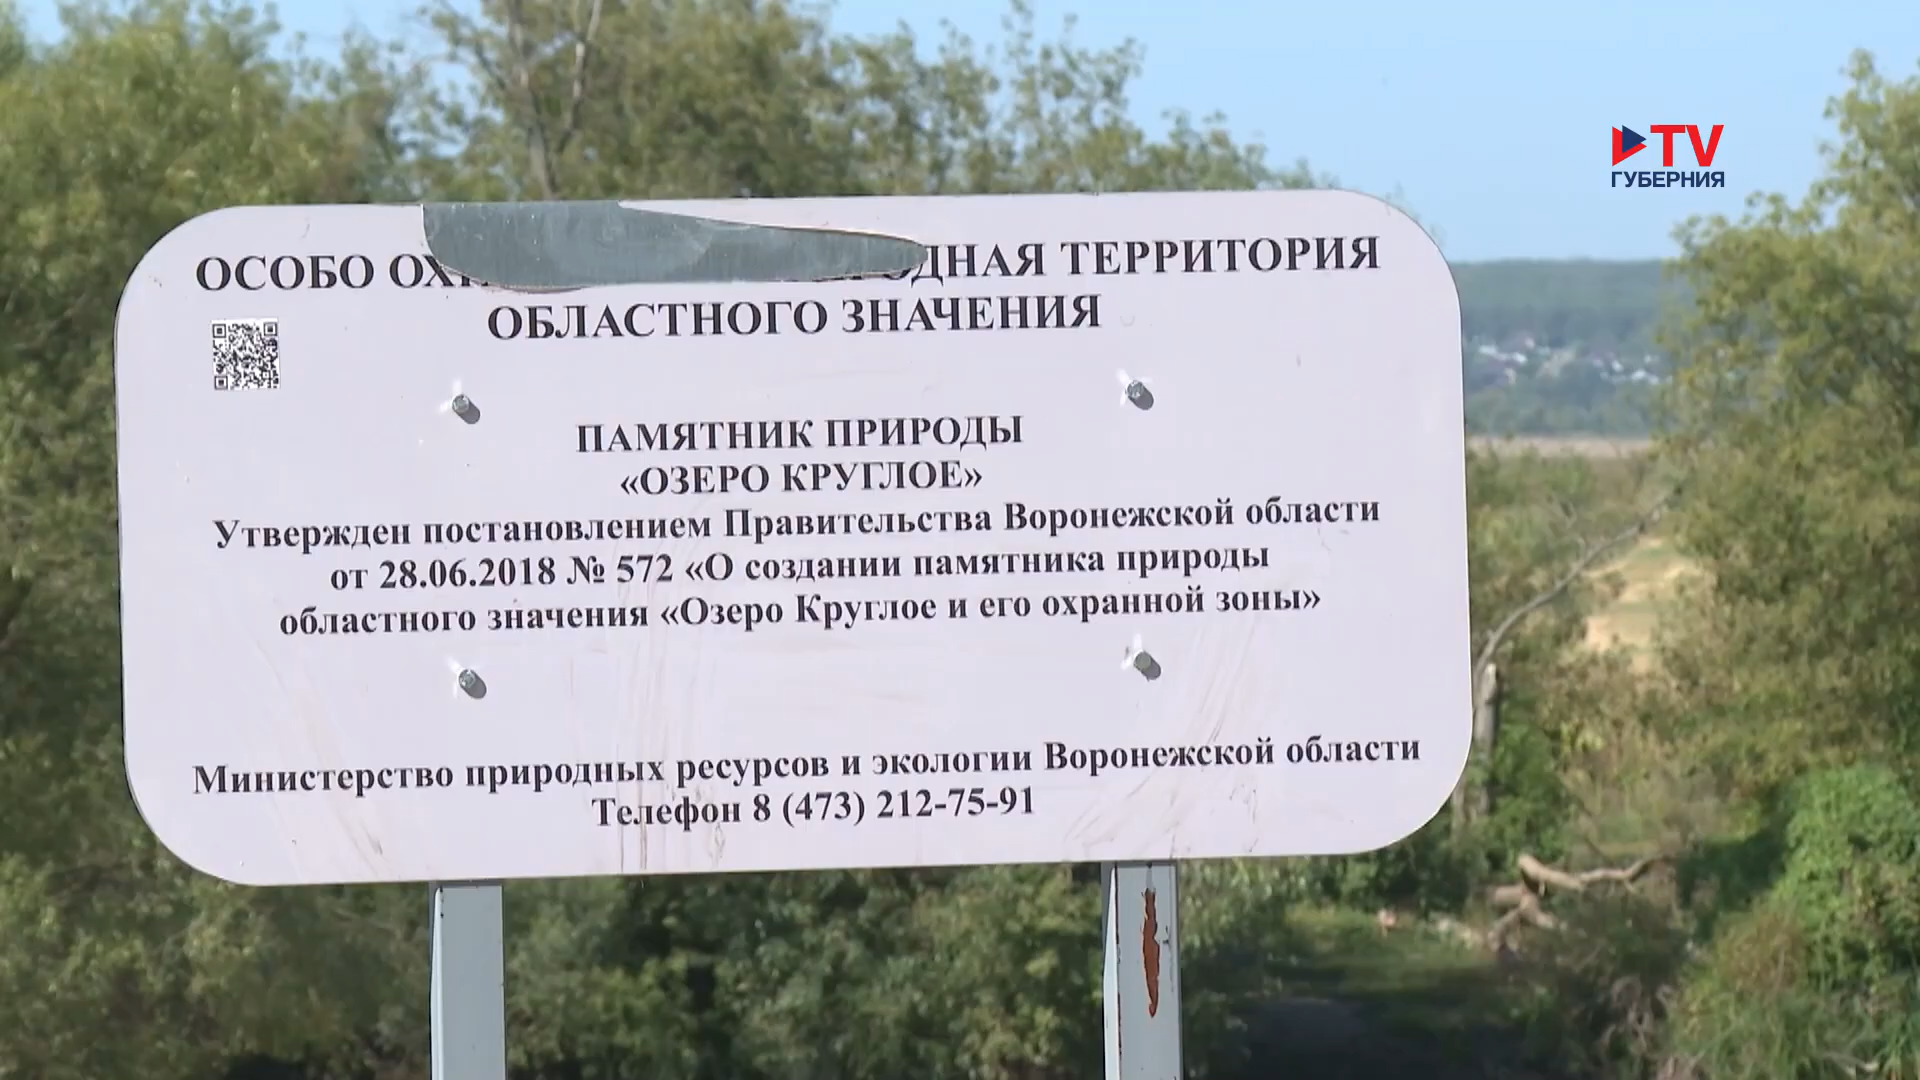 TV
ГУБЕРНИЯ
ОСОБО ТЕРРИТОРИЯ
ОБЛАСТНОГО ЗНАЧЕНИЯ
ПАМЯТНИК ПРИРОДЫ
«ОЗЕРО КРУГЛОЕ»
Утвержден постановлением Правительства Воронежской области
от 28.06.2018 № 572 «О создании памятника природы
областного значения «Озеро Круглое и его охранной зоны»
Министерство природных ресурсов и экологии Воронежской области
Телефон 8 (473) 212-75-91